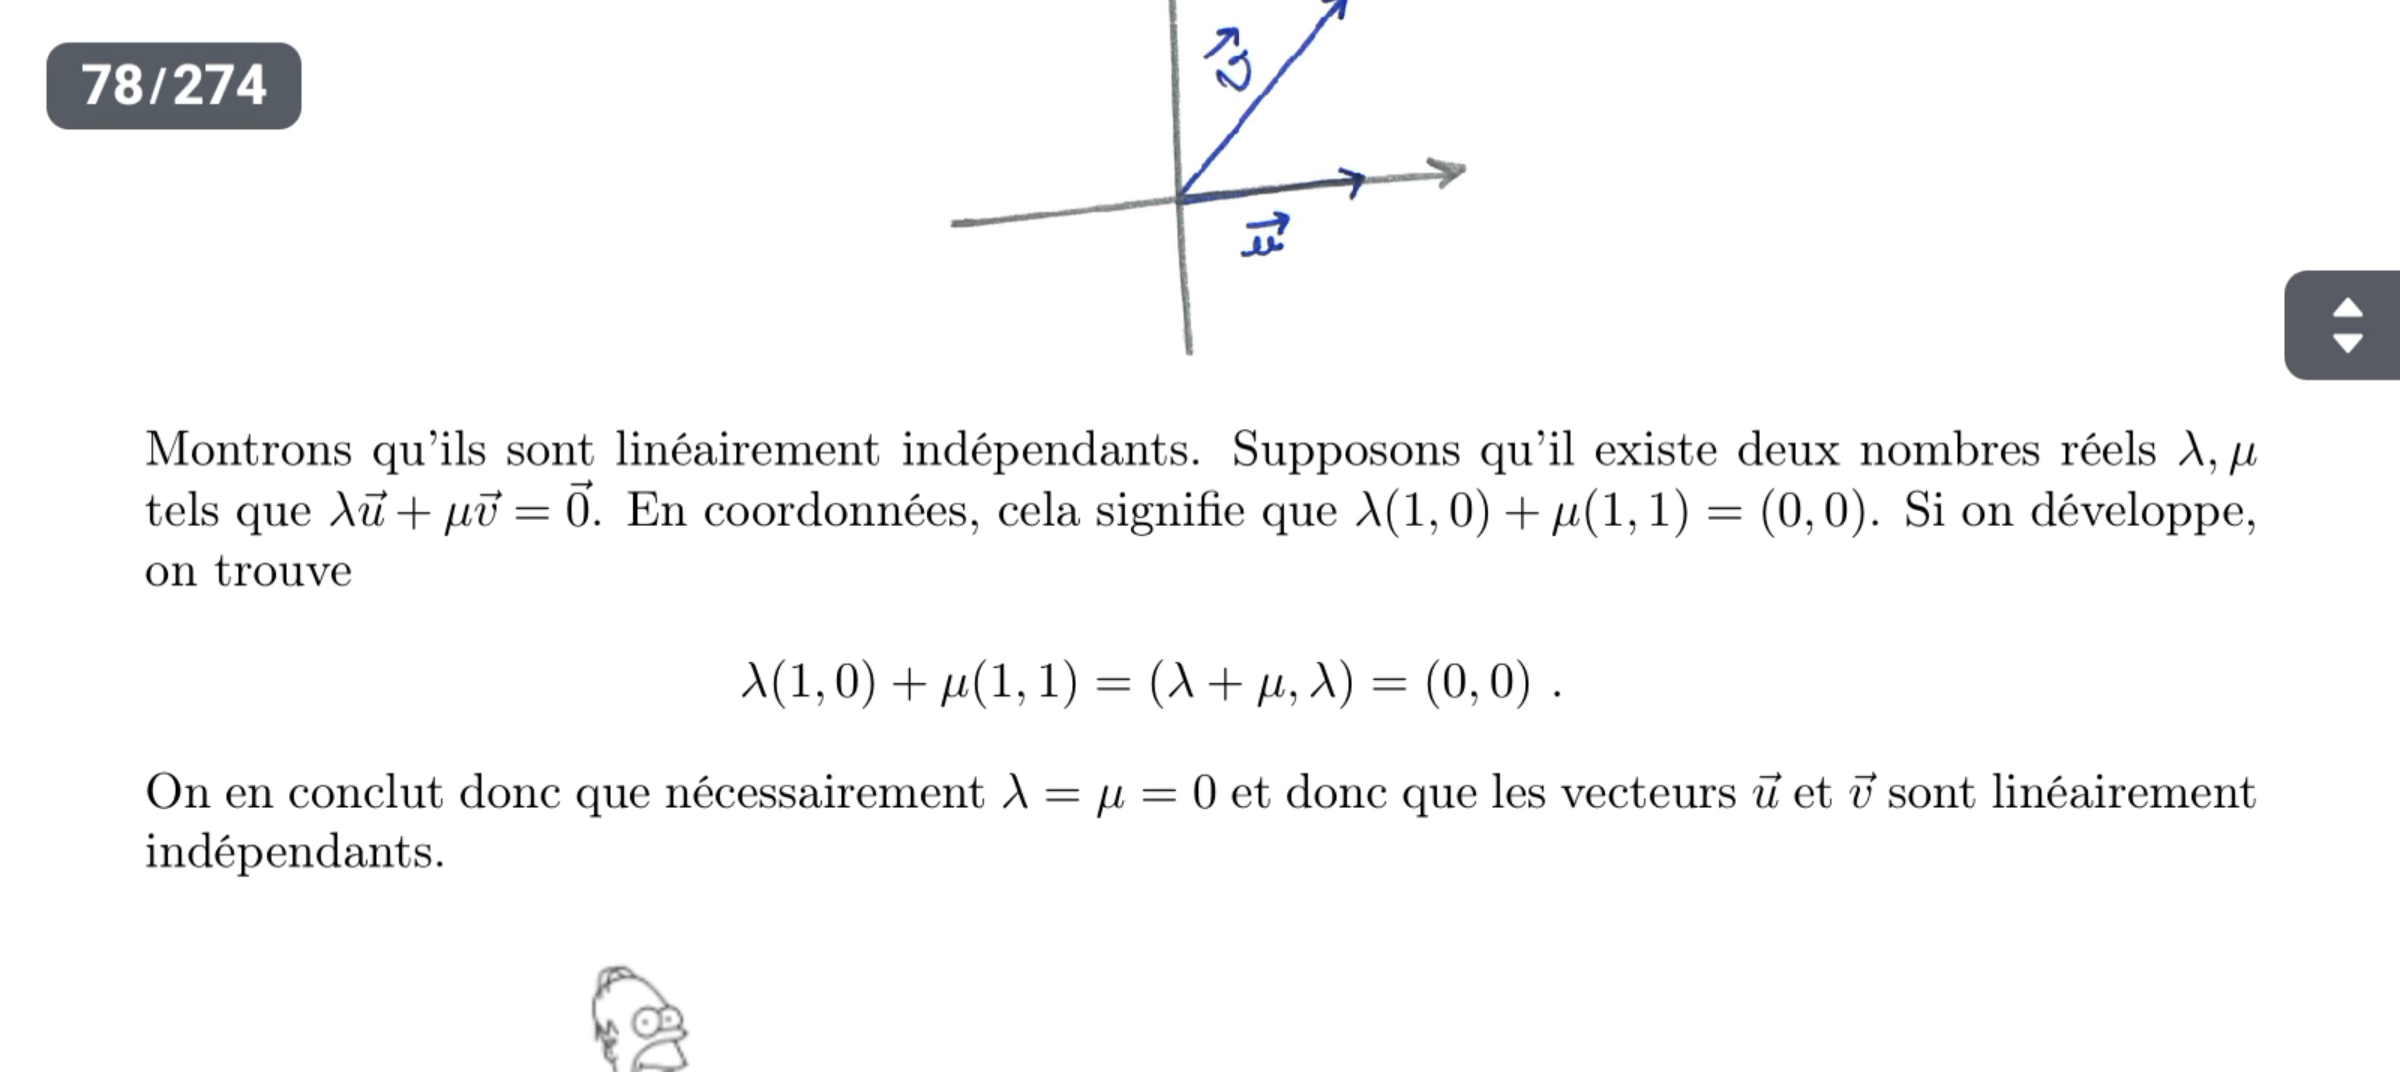 78/274
v⃗
u⃗
Montrons qu'ils sont linéairement indépendants. Supposons qu'il existe deux nombres réels λ, μ
tels que λu⃗ + μv⃗ = 0⃗. En coordonnées, cela signifie que λ(1, 0) + μ(1, 1) = (0, 0). Si on développe,
on trouve
λ(1, 0) + μ(1, 1) = (λ + μ, λ) = (0, 0) .
On en conclut donc que nécessairement λ = μ = 0 et donc que les vecteurs u⃗ et v⃗ sont linéairement
indépendants.